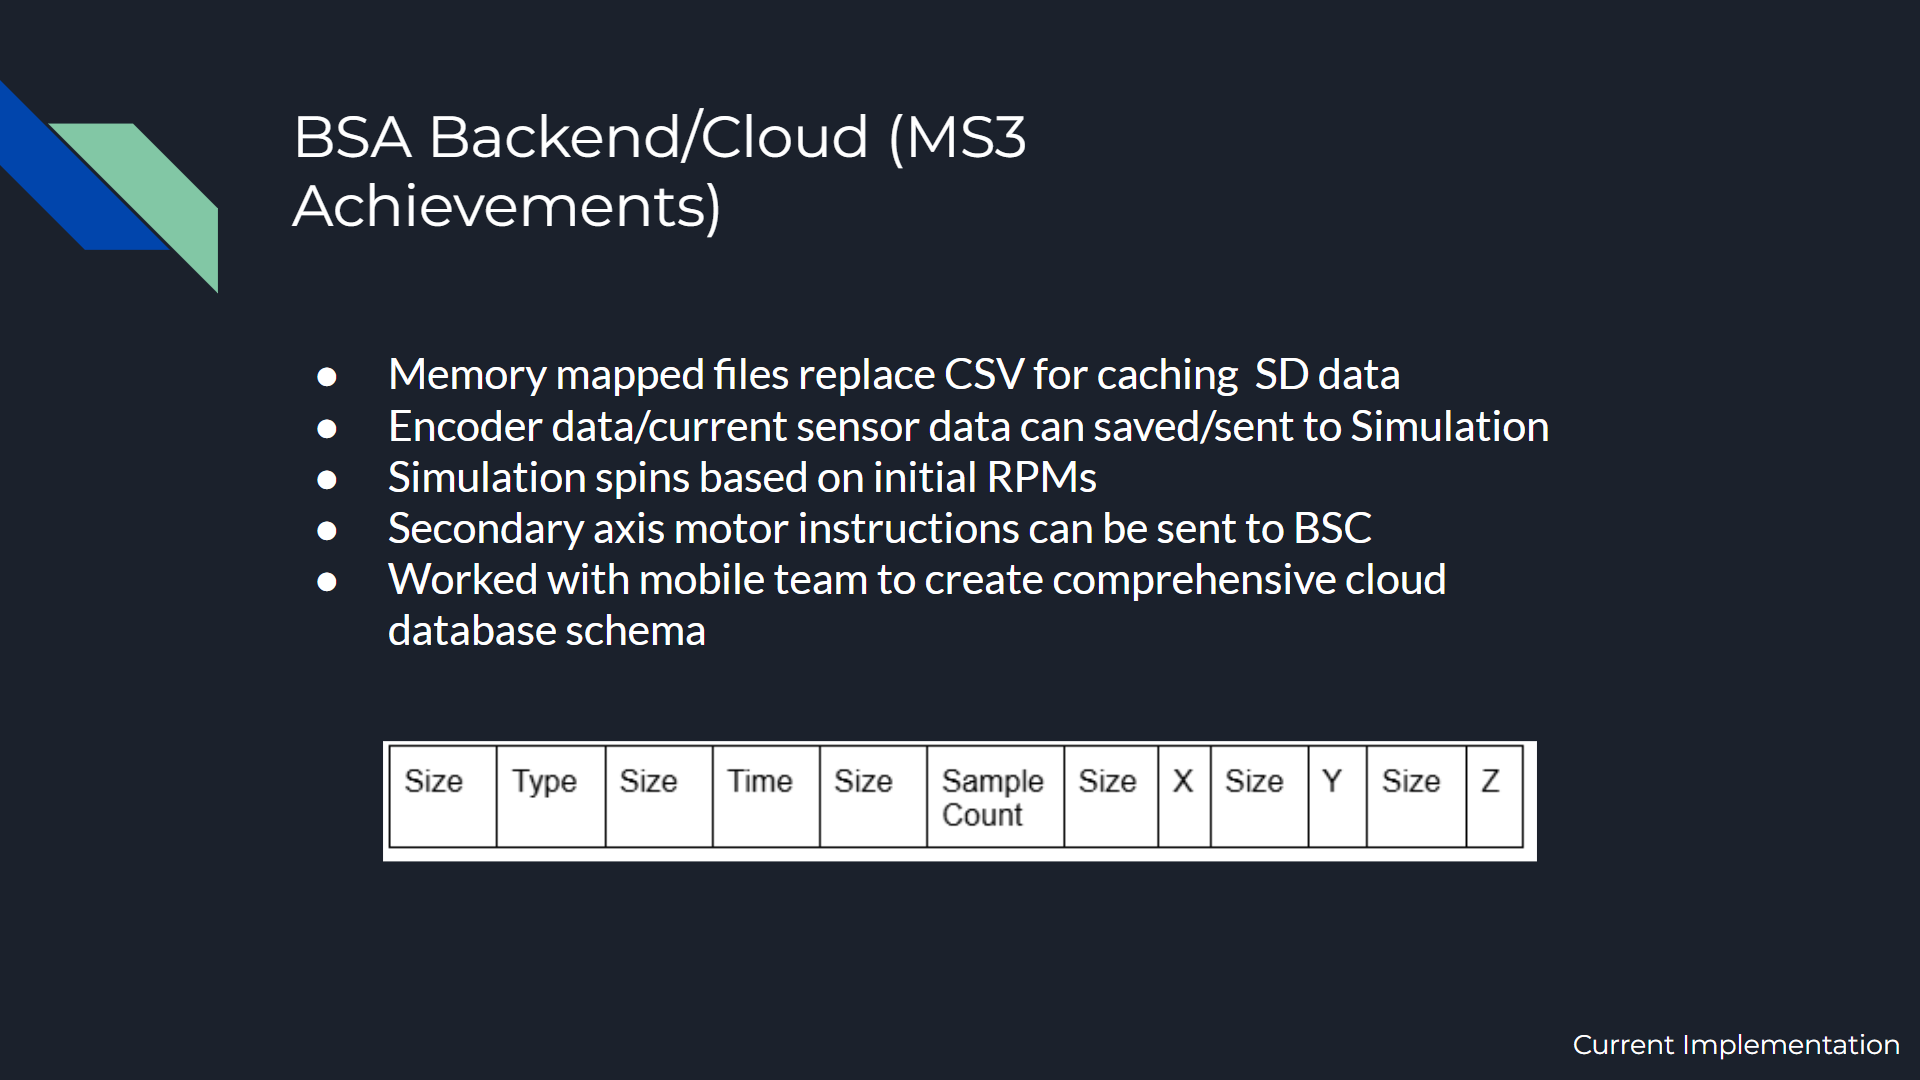 BSA Backend/Cloud (MS3
Achievements)
● Memory mapped files replace CSV for caching  SD data
● Encoder data/current sensor data can saved/sent to Simulation
● Simulation spins based on initial RPMs
● Secondary axis motor instructions can be sent to BSC
● Worked with mobile team to create comprehensive cloud
database schema
Size Type Size Time Size Sample Size X Size Y Size Z
Count
Current Implementation